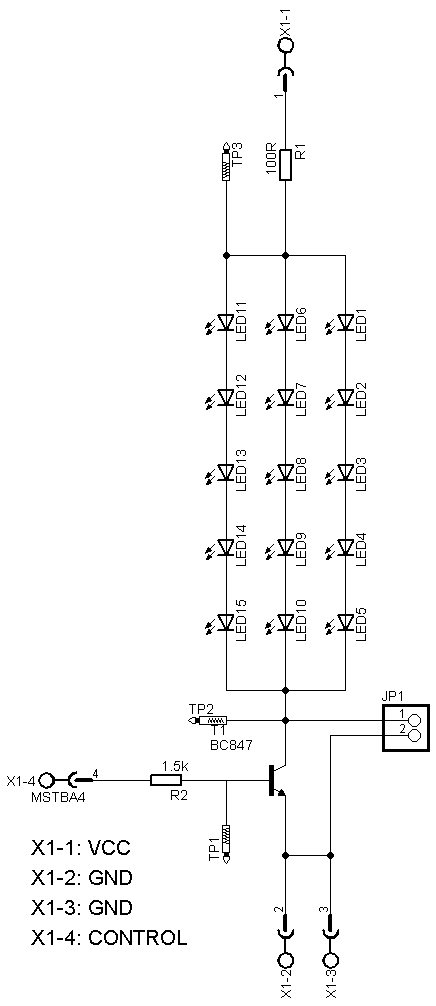 X1-1
1
TP3
100R
R1
LED11
LED6
LED1
LED12
LED7
LED2
LED13
LED8
LED3
LED14
LED9
LED4
LED15
LED10
LED5
JP1
TP2
1
2
T1
BC847
X1-4
4
1.5k
MSTBA4
R2
TP1
X1-1: VCC
X1-2: GND
X1-3: GND
X1-4: CONTROL
2
3
X1-2
X1-3